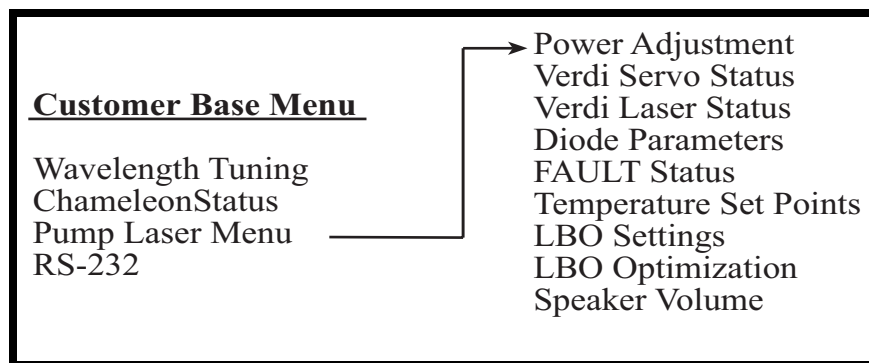 Customer Base Menu
Wavelength Tuning
ChameleonStatus
Pump Laser Menu
RS-232
Power Adjustment
Verdi Servo Status
Verdi Laser Status
Diode Parameters
FAULT Status
Temperature Set Points
LBO Settings
LBO Optimization
Speaker Volume